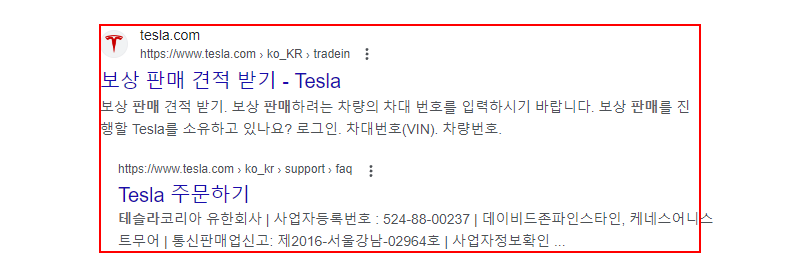 tesla.com
https://www.tesla.com › ko_KR › tradein
보상 판매 견적 받기 - Tesla
보상 판매 견적 받기. 보상 판매하려는 차량의 차대 번호를 입력하시기 바랍니다. 보상 판매를 진
행할 Tesla를 소유하고 있나요? 로그인. 차대번호(VIN). 차량번호.
https://www.tesla.com › ko_kr › support › faq
Tesla 주문하기
테슬라코리아 유한회사 | 사업자등록번호 : 524-88-00237 | 데이비드존파인스타인, 케네스어니스
트무어 | 통신판매업신고: 제2016-서울강남-02964호 | 사업자정보확인 ...